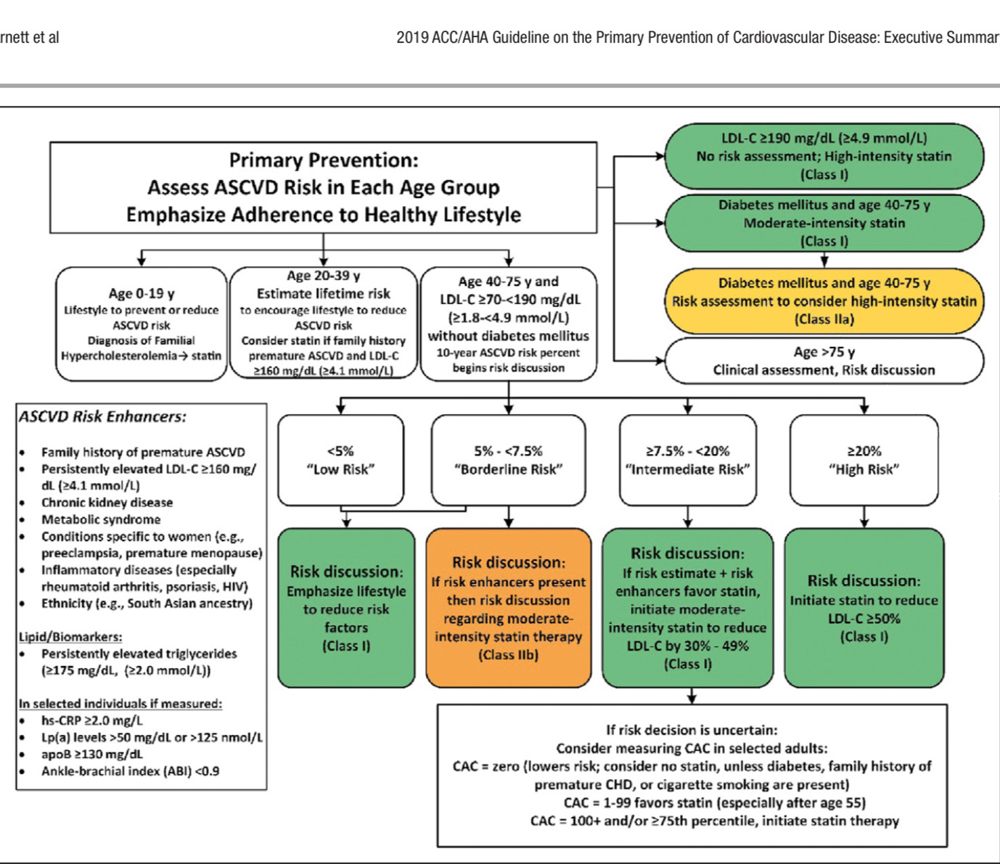 rnett et al
2019 ACC/AHA Guideline on the Primary Prevention of Cardiovascular Disease: Executive Summar
Primary Prevention:
Assess ASCVD Risk in Each Age Group
Emphasize Adherence to Healthy Lifestyle
LDL-C ≥190 mg/dL (≥4.9 mmol/L)
No risk assessment; High-intensity statin
(Class I)
Diabetes mellitus and age 40-75 y
Moderate-intensity statin
(Class I)
Diabetes mellitus and age 40-75 y
Risk assessment to consider high-intensity statin
(Class IIa)
Age >75 y
Clinical assessment, Risk discussion
Age 0-19 y
Lifestyle to prevent or reduce
ASCVD risk
Diagnosis of Familial
Hypercholesterolemia→ statin
Age 20-39 y
Estimate lifetime risk
to encourage lifestyle to reduce
ASCVD risk
Consider statin if family history
premature ASCVD and LDL-C
≥160 mg/dL (≥4.1 mmol/L)
Age 40-75 y and
LDL-C ≥70-<190 mg/dL
(≥1.8-<4.9 mmol/L)
without diabetes mellitus
10-year ASCVD risk percent
begins risk discussion
ASCVD Risk Enhancers:
• Family history of premature ASCVD
• Persistently elevated LDL-C ≥160 mg/
dL (≥4.1 mmol/L)
• Chronic kidney disease
• Metabolic syndrome
• Conditions specific to women (e.g.,
preeclampsia, premature menopause)
• Inflammatory diseases (especially
rheumatoid arthritis, psoriasis, HIV)
• Ethnicity (e.g., South Asian ancestry)
Lipid/Biomarkers:
• Persistently elevated triglycerides
(≥175 mg/dL, (≥2.0 mmol/L))
In selected individuals if measured:
• hs-CRP ≥2.0 mg/L
• Lp(a) levels >50 mg/dL or >125 nmol/L
• apoB ≥130 mg/dL
• Ankle-brachial index (ABI) <0.9
<5%
“Low Risk”
5% - <7.5%
“Borderline Risk”
≥7.5% - <20%
“Intermediate Risk”
≥20%
“High Risk”
Risk discussion:
Emphasize lifestyle
to reduce risk
factors
(Class I)
Risk discussion:
If risk enhancers present
then risk discussion
regarding moderate-
intensity statin therapy
(Class IIb)
Risk discussion:
If risk estimate + risk
enhancers favor statin,
initiate moderate-
intensity statin to reduce
LDL-C by 30% - 49%
(Class I)
Risk discussion:
Initiate statin to reduce
LDL-C ≥50%
(Class I)
If risk decision is uncertain:
Consider measuring CAC in selected adults:
CAC = zero (lowers risk; consider no statin, unless diabetes, family history of
premature CHD, or cigarette smoking are present)
CAC = 1-99 favors statin (especially after age 55)
CAC = 100+ and/or ≥75th percentile, initiate statin therapy